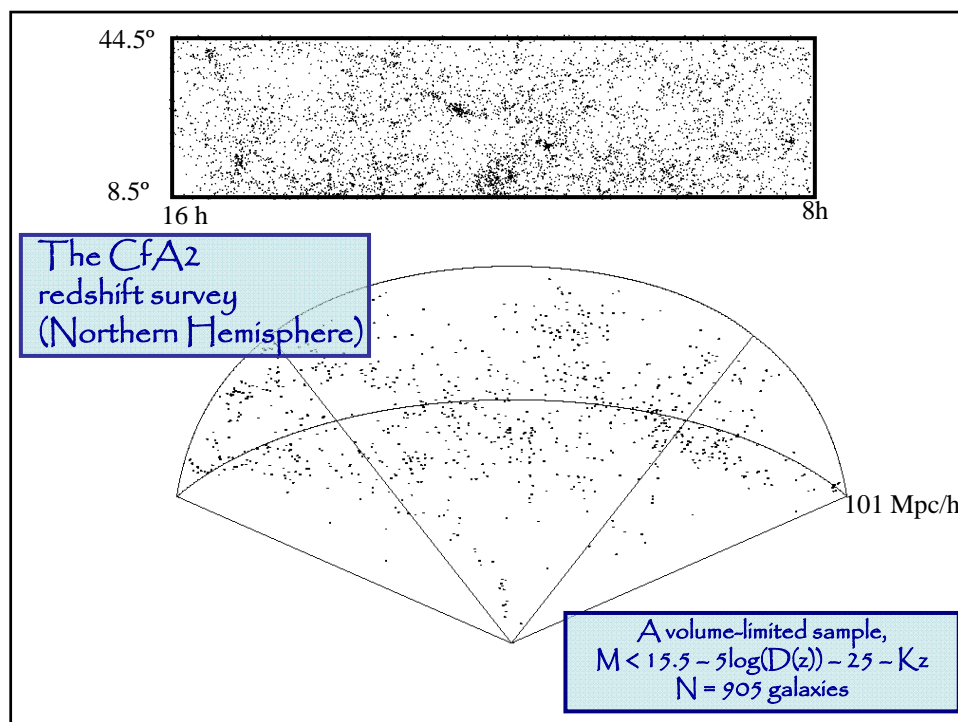 44.5º
8.5º
16 h
8h
The CfA2
redshift survey
(Northern Hemisphere)
101 Mpc/h
A volume-limited sample,
M < 15.5 – 5log(D(z)) – 25 – Kz
N = 905 galaxies